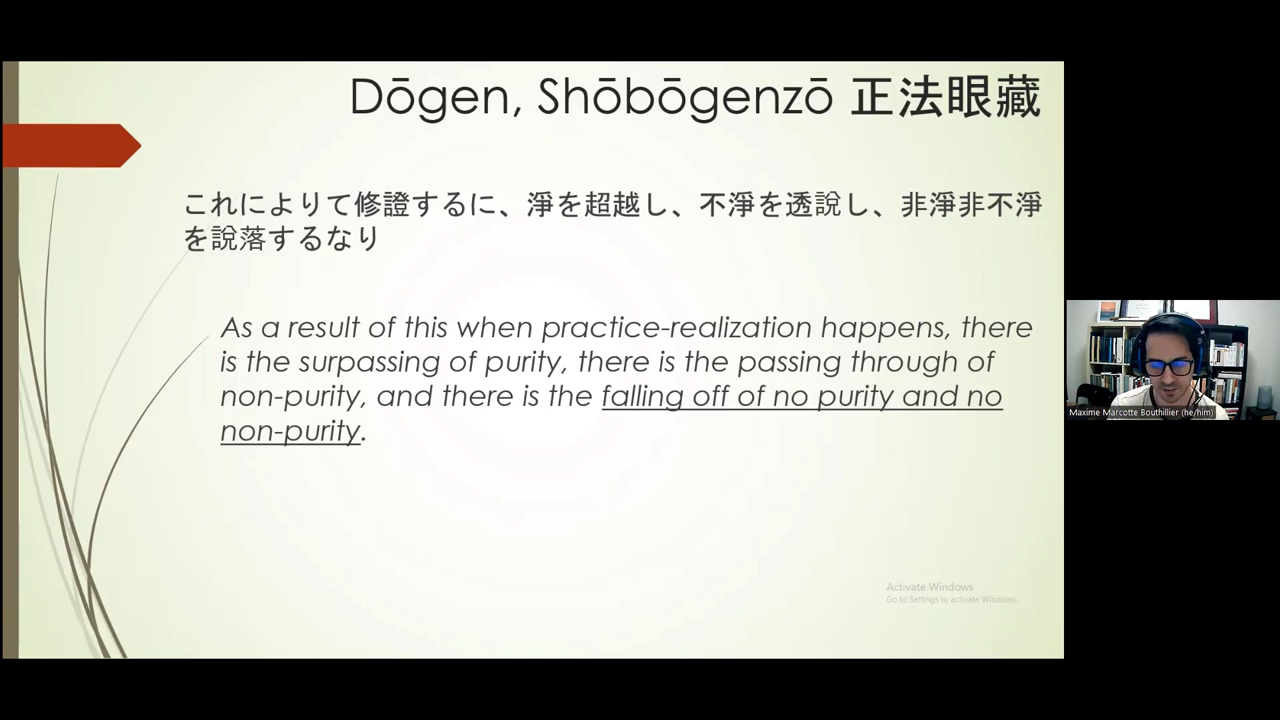 Dōgen, Shōbōgenzō 正法眼藏
これによりて修證するに、淨を超越し、不淨を透說し、非淨非不淨
を說落するなり
As a result of this when practice-realization happens, there
is the surpassing of purity, there is the passing through of
non-purity, and there is the falling off of no purity and no
non-purity.
Activate Windows
Go to Settings to activate Windows.
Maxime Marcotte Bouthillier (he/him)